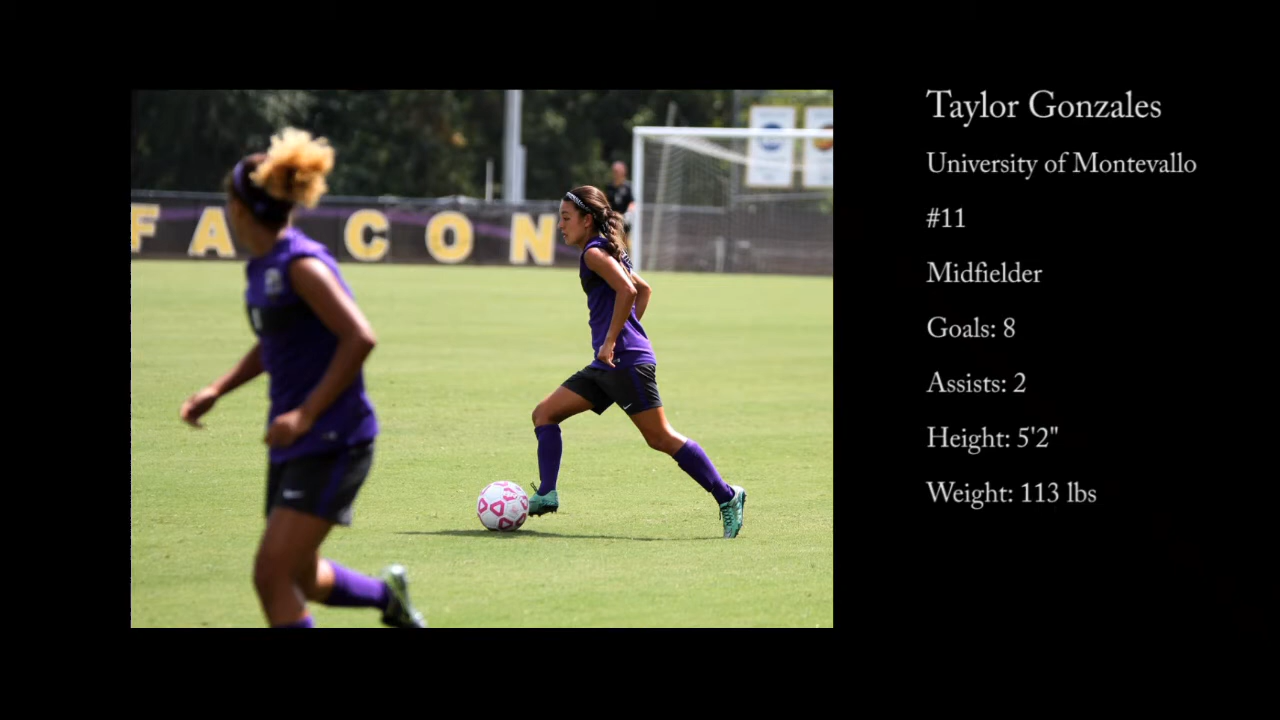 FALCON
Taylor Gonzales
University of Montevallo
#11
Midfielder
Goals: 8
Assists: 2
Height: 5'2"
Weight: 113 lbs